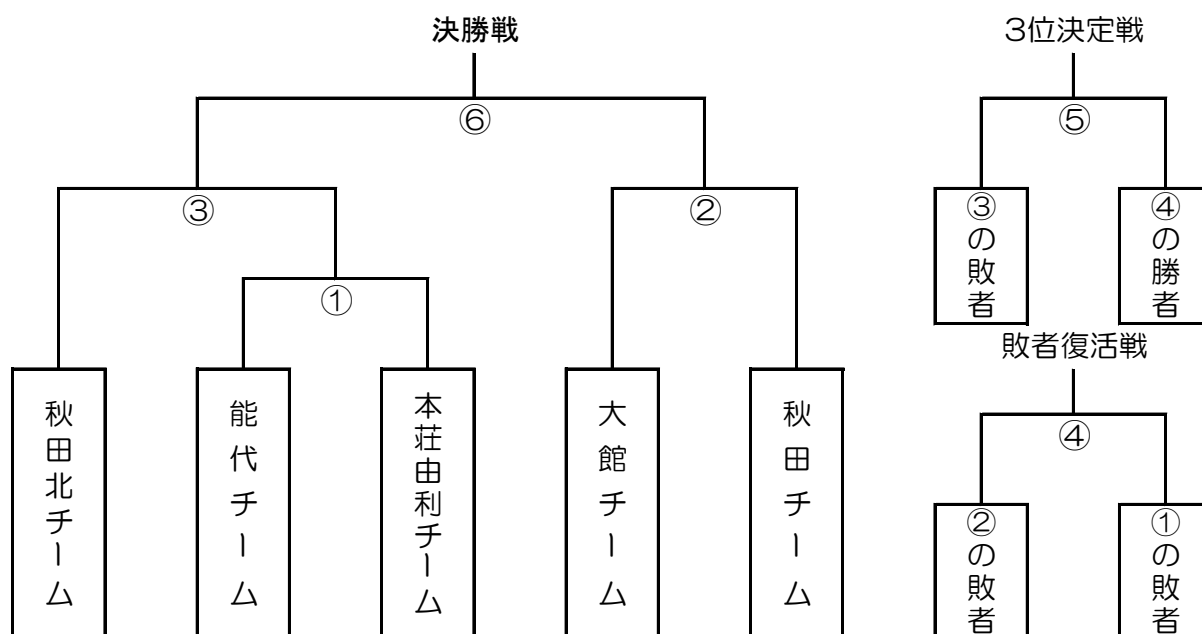 決勝戦
⑥
③
②
①
秋田北チーム
能代チーム
本荘由利チーム
大館チーム
秋田チーム
3位決定戦
⑤
③の敗者
④の勝者
敗者復活戦
④
②の敗者
①の敗者